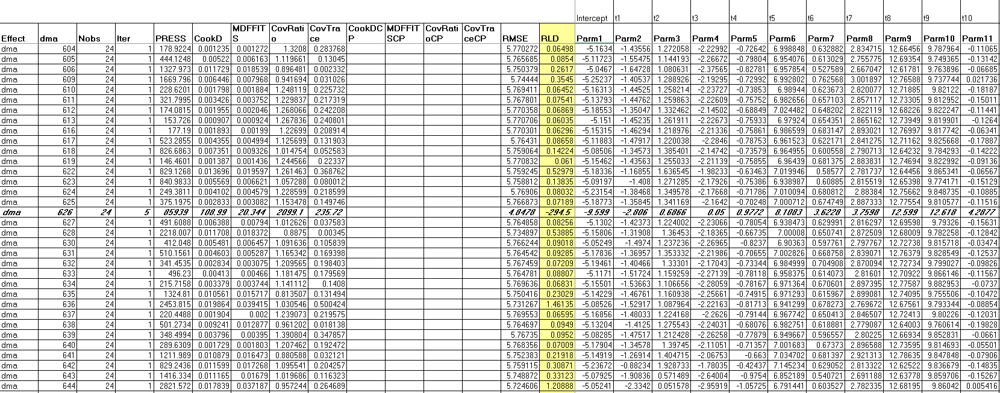 Intercept t1 t2 t3 t4 t5 t6 t7 t8 t9 t10
Effect dma Nobs Iter PRESS CookD MDFFITS CovRatio CovTrace CookDCP MDFFITSCP CovRatioCP CovTraceCP RMSE RLD Parm1 Parm2 Parm3 Parm4 Parm5 Parm6 Parm7 Parm8 Parm9 Parm10 Parm11
dma 604 24 1 178.9224 0.001235 0.001272 1.3208 0.283768 5.770272 0.06498 -5.1634 -1.43556 1.272058 -2.22992 -0.72642 6.998848 0.632882 2.834715 12.66456 9.787964 -0.11065
dma 605 24 1 444.1248 0.00522 0.006163 1.119661 0.13045 5.765685 0.0854 -5.11723 -1.55475 1.144193 -2.26672 -0.79804 6.954076 0.613029 2.755775 12.69354 9.749365 -0.13142
dma 606 24 1 1327.973 0.011729 0.018539 0.896481 0.002332 5.750379 0.2617 -5.0467 -1.64728 1.080631 -2.37565 -0.82781 6.957854 0.527589 2.667047 12.61781 9.763896 -0.06685
dma 609 24 1 1669.796 0.006446 0.007968 0.941694 0.031026 5.74444 0.3545 -5.25237 -1.40537 1.288926 -2.19295 -0.72992 6.992802 0.762568 3.001897 12.76588 9.737744 0.021736
dma 610 24 1 228.6201 0.001798 0.001884 1.248119 0.225732 5.769411 0.06452 -5.16313 -1.44525 1.258214 -2.23727 -0.73853 6.98944 0.623673 2.820077 12.71885 9.82122 -0.18187
dma 611 24 1 321.7995 0.003426 0.003752 1.229837 0.217319 5.767801 0.07541 -5.13793 -1.44762 1.259863 -2.22609 -0.75752 6.982656 0.657103 2.857117 12.73305 9.812952 -0.15011
dma 612 24 1 174.0815 0.001955 0.002046 1.268066 0.242208 5.770358 0.06869 -5.18553 -1.35047 1.332462 -2.14502 -0.68849 7.024482 0.648202 2.822119 12.68226 9.822247 -0.11441
dma 613 24 1 153.726 0.000907 0.000924 1.267836 0.240801 5.770706 0.06035 -5.151 -1.45235 1.261911 -2.22673 -0.75933 6.97924 0.654351 2.865162 12.73949 9.819901 -0.1264
dma 616 24 1 177.19 0.001893 0.00199 1.22699 0.208914 5.770301 0.06296 -5.15315 -1.46294 1.218976 -2.21336 -0.75861 6.986599 0.683147 2.893021 12.76997 9.817742 -0.06341
dma 617 24 1 523.2855 0.004355 0.004994 1.125699 0.131903 5.76431 0.08658 -5.11883 -1.47917 1.220038 -2.2846 -0.78753 6.961523 0.622171 2.841275 12.71162 9.825668 -0.17887
dma 618 24 1 826.6863 0.007351 0.009326 1.014754 0.052583 5.759064 0.14224 -5.08506 -1.34573 1.385401 -2.14742 -0.73579 6.964955 0.600558 2.790713 12.64232 9.784293 -0.14222
dma 619 24 1 146.4601 0.001387 0.001436 1.244566 0.22337 5.770832 0.061 -5.15462 -1.43563 1.255033 -2.21139 -0.75855 6.96439 0.681375 2.883831 12.74694 9.822992 -0.09136
dma 622 24 1 829.1268 0.013696 0.019597 1.261463 0.368762 5.759245 0.52979 -5.18336 -1.16855 1.636545 -1.98233 -0.63463 7.019946 0.58577 2.781737 12.64456 9.865341 -0.06567
dma 623 24 1 840.9833 0.005569 0.006621 1.057288 0.080012 5.758812 0.13835 -5.09197 -1.408 1.271285 -2.17926 -0.75386 6.938987 0.60885 2.815519 12.65398 9.774171 -0.15129
dma 624 24 1 249.3811 0.004102 0.004579 1.228599 0.218599 5.76906 0.08032 -5.23154 -1.38468 1.349578 -2.17668 -0.71786 7.010094 0.680812 2.88384 12.75662 9.848735 -0.10885
dma 625 24 1 375.1975 0.002833 0.003082 1.153478 0.149746 5.766873 0.07189 -5.18773 -1.35845 1.341169 -2.1642 -0.70248 7.000712 0.674749 2.887333 12.77554 9.810577 -0.11516
dma 626 24 5 85939 108.99 20.344 2099.1 235.72 4.8478 -294.5 -9.599 -2.806 0.6866 0.05 0.9772 8.1083 3.6228 3.7598 12.599 12.618 4.2877
dma 627 24 1 491.6088 0.006388 0.00794 1.012626 0.037583 5.764858 0.08256 -5.1302 -1.42373 1.224002 -2.23066 -0.78054 6.938473 0.629991 2.816297 12.69598 9.79326 -0.15631
dma 628 24 1 2218.007 0.011708 0.018372 0.8875 0.00345 5.734897 0.53885 -5.15806 -1.31908 1.36453 -2.18365 -0.66735 7.00008 0.650741 2.872509 12.68009 9.782258 -0.12842
dma 630 24 1 412.048 0.005481 0.006457 1.091636 0.105839 5.766244 0.09018 -5.05249 -1.4974 1.237236 -2.26965 -0.8237 6.90363 0.597761 2.797767 12.72738 9.815718 -0.03474
dma 631 24 1 510.1561 0.004603 0.005287 1.165342 0.169398 5.764542 0.09285 -5.17836 -1.36957 1.353332 -2.21986 -0.70655 7.002826 0.668758 2.839071 12.76379 9.828549 -0.12537
dma 632 24 1 341.4535 0.002834 0.003075 1.209565 0.198403 5.767459 0.07209 -5.19461 -1.40466 1.33301 -2.17043 -0.73344 6.984999 0.704908 2.870094 12.72734 9.799027 -0.09826
dma 633 24 1 496.23 0.00413 0.00466 1.181475 0.179569 5.764781 0.08807 -5.1171 -1.51724 1.159259 -2.27139 -0.78118 6.958375 0.614073 2.81601 12.70922 9.866146 -0.11567
dma 634 24 1 215.7158 0.003379 0.003744 1.141112 0.1408 5.769636 0.06831 -5.15501 -1.53663 1.106656 -2.28059 -0.78167 6.971364 0.670601 2.897395 12.77587 9.882953 -0.0737
dma 635 24 1 1324.81 0.010561 0.015717 0.813507 0.131494 5.750416 0.23029 -5.14229 -1.46761 1.160938 -2.25661 -0.74915 6.971293 0.615967 2.899081 12.74095 9.755506 -0.10472
dma 636 24 1 2453.815 0.019864 0.039415 1.030546 0.500424 5.731267 1.46135 -5.08526 -1.52917 1.087964 -2.22163 -0.81713 6.941299 0.678273 2.769672 12.67561 9.793344 -0.08854
dma 637 24 1 220.4488 0.001904 0.002 1.239073 0.219575 5.769553 0.06595 -5.16856 -1.48033 1.224168 -2.2626 -0.79144 6.967742 0.650413 2.846507 12.72413 9.80226 -0.12031
dma 638 24 1 501.2734 0.009241 0.012877 0.961202 0.018138 5.764697 0.0949 -5.13204 -1.4125 1.275543 -2.24031 -0.68076 6.982751 0.618881 2.779087 12.64003 9.760614 -0.19828
dma 639 24 1 348.4994 0.003796 0.00395 1.390804 0.347857 5.76735 0.0952 -5.08285 -1.47517 1.212428 -2.26258 -0.77879 6.949667 0.596557 2.80225 12.66934 9.852831 -0.0661
dma 640 24 1 289.6309 0.001729 0.001803 1.207462 0.192472 5.768356 0.07009 -5.17904 -1.34578 1.39745 -2.11051 -0.71357 7.001683 0.67373 2.896588 12.73595 9.814693 -0.05501
dma 641 24 1 1211.989 0.010879 0.016473 0.880588 0.032121 5.752383 0.21918 -5.14919 -1.26914 1.404715 -2.06753 -0.663 7.034702 0.681397 2.921313 12.78635 9.847848 -0.07906
dma 642 24 1 829.2436 0.011599 0.017268 1.095541 0.204257 5.759115 0.30871 -5.23672 -0.88234 1.928733 -1.78035 -0.42437 7.145234 0.629052 2.813322 12.62522 9.836679 -0.14835
dma 643 24 1 1416.334 0.011165 0.01679 1.019686 0.116323 5.748872 0.33123 -5.07925 -1.90836 0.571489 -2.64004 -0.9754 6.852189 0.540721 2.691188 12.63778 9.859706 -0.15267
dma 644 24 1 2821.572 0.017839 0.037187 0.957244 0.264689 5.724606 1.20888 -5.05241 -2.3342 0.051578 -2.95919 -1.05725 6.791441 0.603527 2.782335 12.68195 9.86042 0.005416